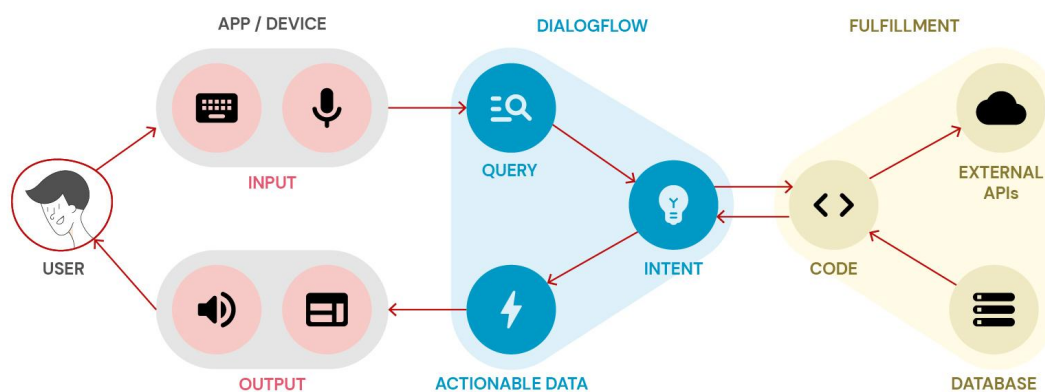 APP / DEVICE
DIALOGFLOW
FULFILLMENT
INPUT
QUERY
EXTERNAL
APIs
USER
INTENT
CODE
OUTPUT
ACTIONABLE DATA
DATABASE